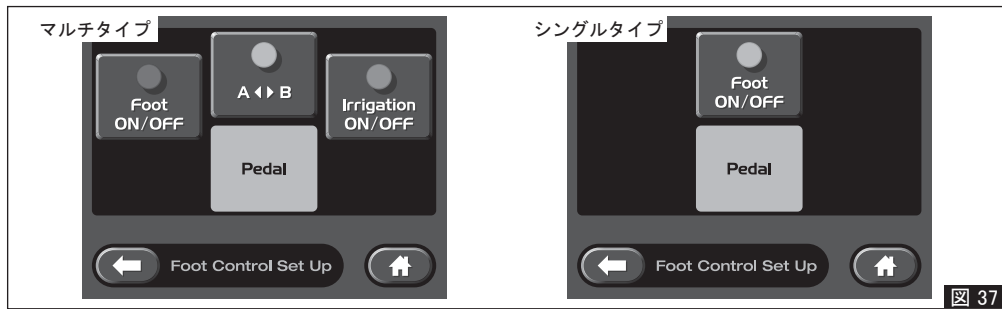 マルチタイプ
A B
Foot
ON/OFF
Irrigation
ON/OFF
Pedal
Foot Control Set Up
シングルタイプ
Foot
ON/OFF
Pedal
Foot Control Set Up
図 37